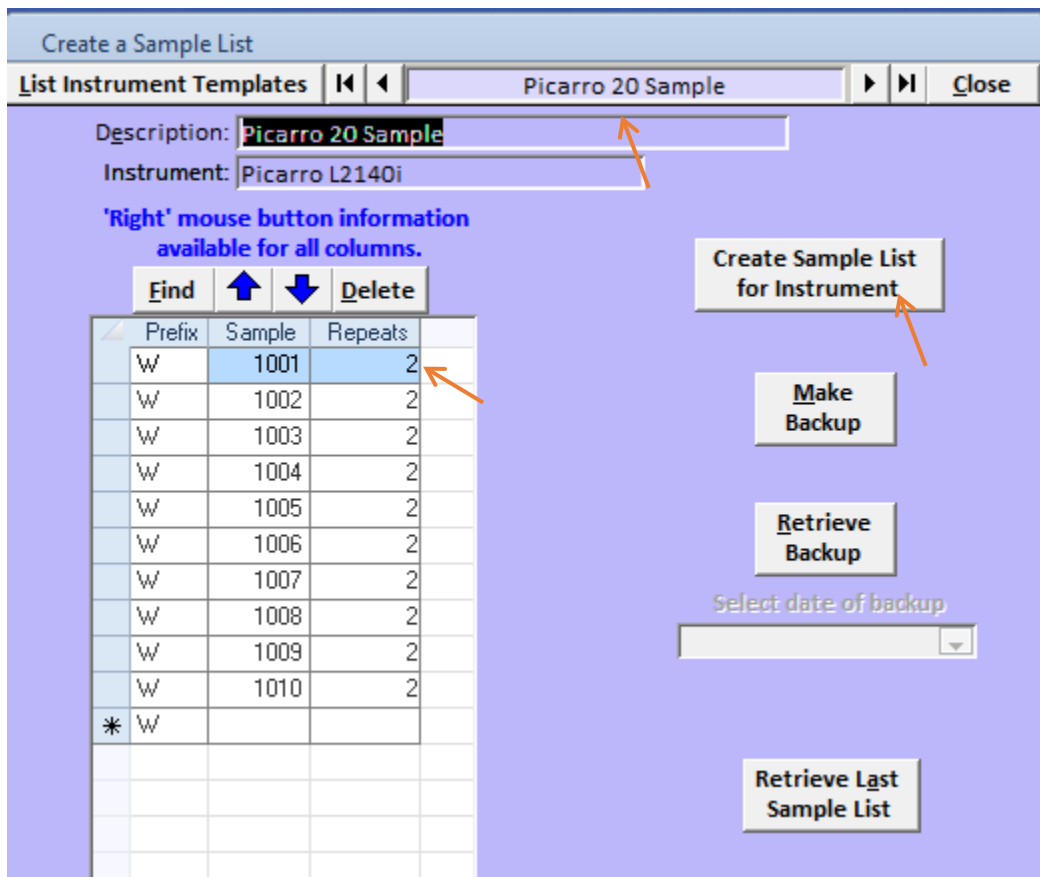 Create a Sample List
List Instrument Templates Picarro 20 Sample Close
Description: Picarro 20 Sample
Instrument: Picarro L2140i
'Right' mouse button information
available for all columns.
Find Delete
Create Sample List
for Instrument
Prefix Sample Repeats
W 1001 2
W 1002 2
W 1003 2
W 1004 2
W 1005 2
W 1006 2
W 1007 2
W 1008 2
W 1009 2
W 1010 2
* W
Make
Backup
Retrieve
Backup
Select date of backup
Retrieve Last
Sample List